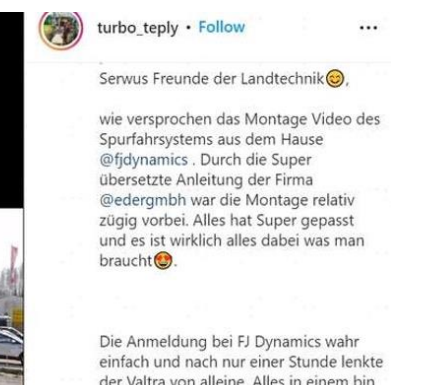 turbo_teply • Follow
Serwus Freunde der Landtechnik😊,
wie versprochen das Montage Video des
Spurfahrsystems aus dem Hause
@fjdynamics . Durch die Super
übersetzte Anleitung der Firma
@edergmbh war die Montage relativ
zügig vorbei. Alles hat Super gepasst
und es ist wirklich alles dabei was man
braucht😍.
Die Anmeldung bei FJ Dynamics wahr
einfach und nach nur einer Stunde lenkte
der Valtra von alleine. Alles in einem bin